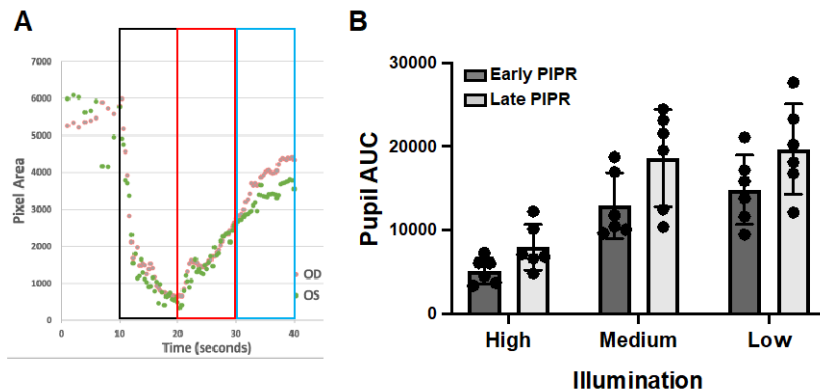 A
7000
6000
5000
4000
3000
2000
1000
0
Pixel Area
0 10 20 30 40
Time (seconds)
OD
OS
B
30000
20000
10000
0
Pupil AUC
Early PIPR
Late PIPR
High Medium Low
Illumination